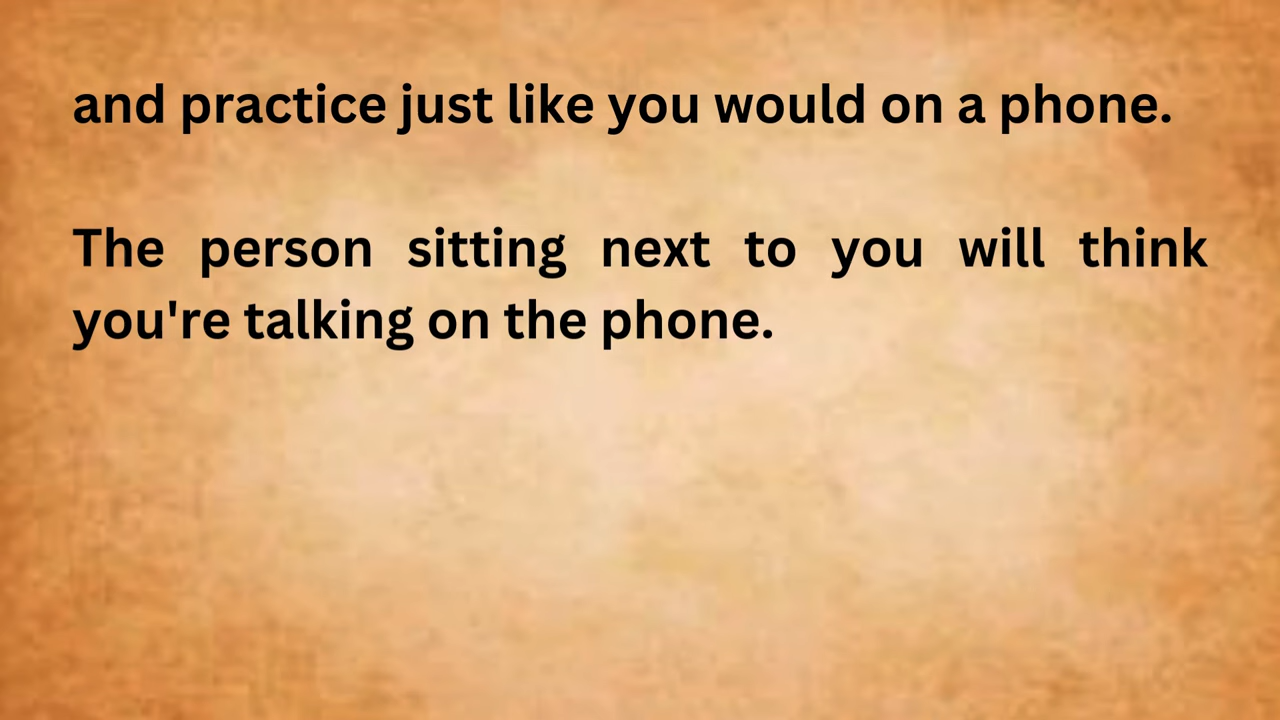 and practice just like you would on a phone.
The person sitting next to you will think
you're talking on the phone.